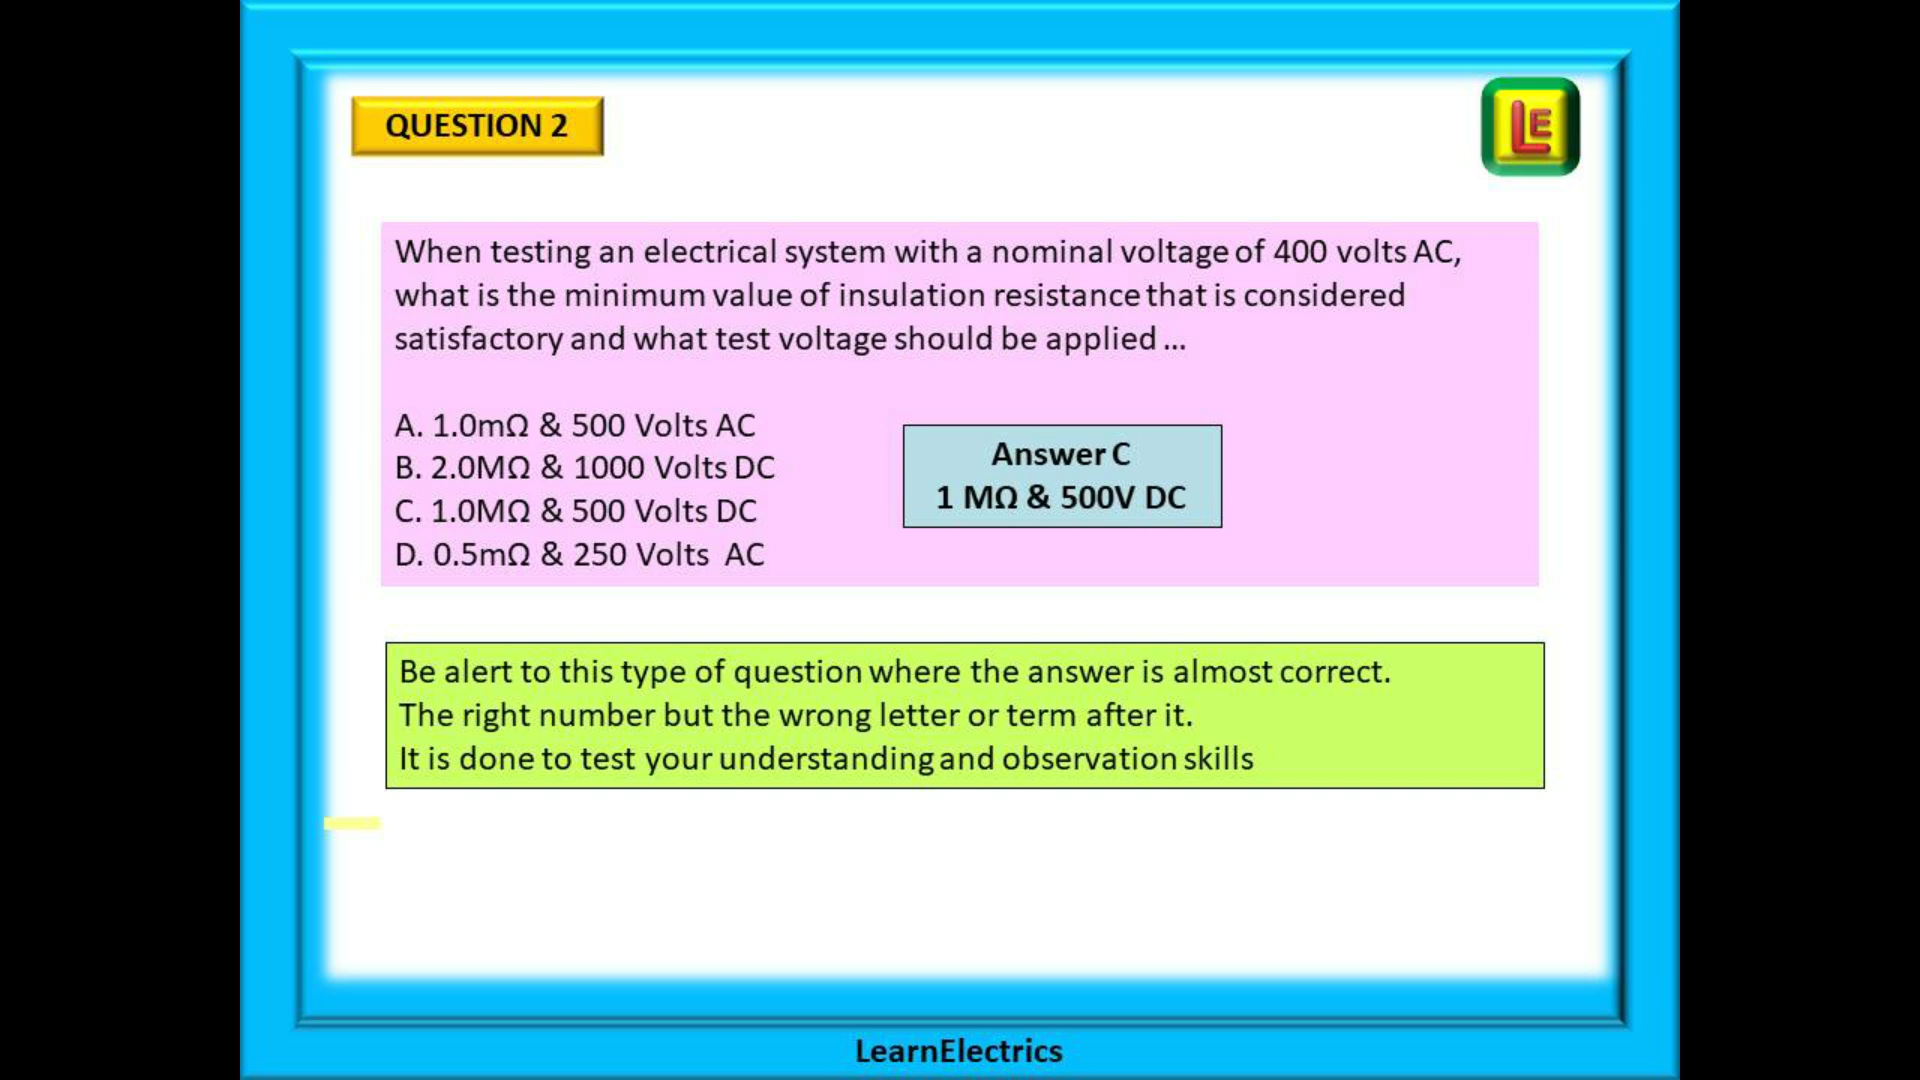 QUESTION 2
LE
When testing an electrical system with a nominal voltage of 400 volts AC,
what is the minimum value of insulation resistance that is considered
satisfactory and what test voltage should be applied ...
A. 1.0mΩ & 500 Volts AC
B. 2.0MΩ & 1000 Volts DC
C. 1.0MΩ & 500 Volts DC
D. 0.5mΩ & 250 Volts AC
Answer C
1 MΩ & 500V DC
Be alert to this type of question where the answer is almost correct.
The right number but the wrong letter or term after it.
It is done to test your understanding and observation skills
LearnElectrics